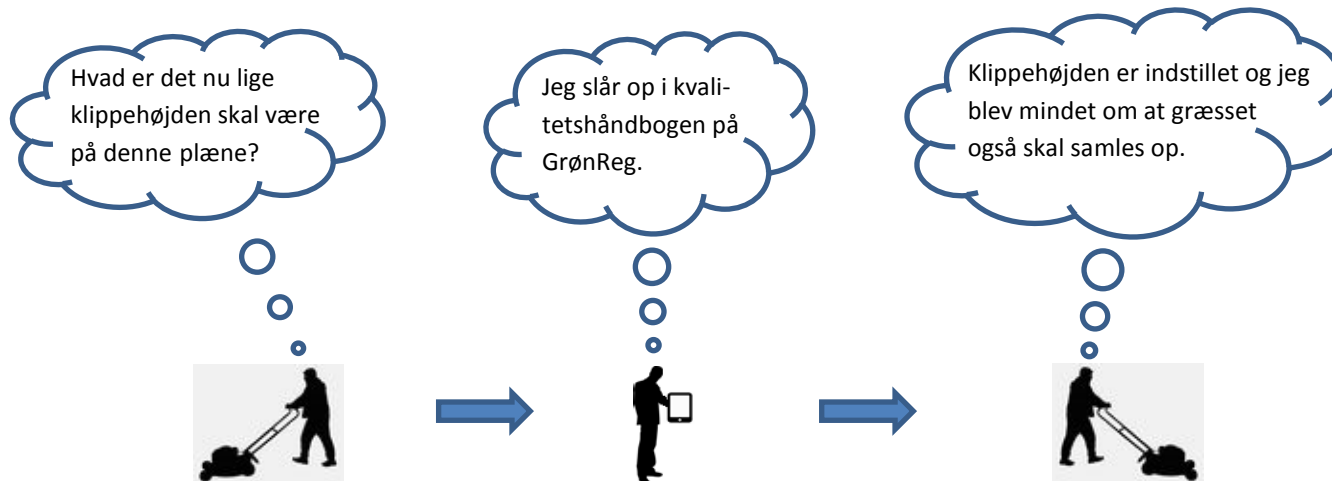 Hvad er det nu lige
klippehøjden skal være
på denne plæne?
Jeg slår op i kvali-
tetshåndbogen på
GrønReg.
Klippehøjden er indstillet og jeg
blev mindet om at græsset
også skal samles op.